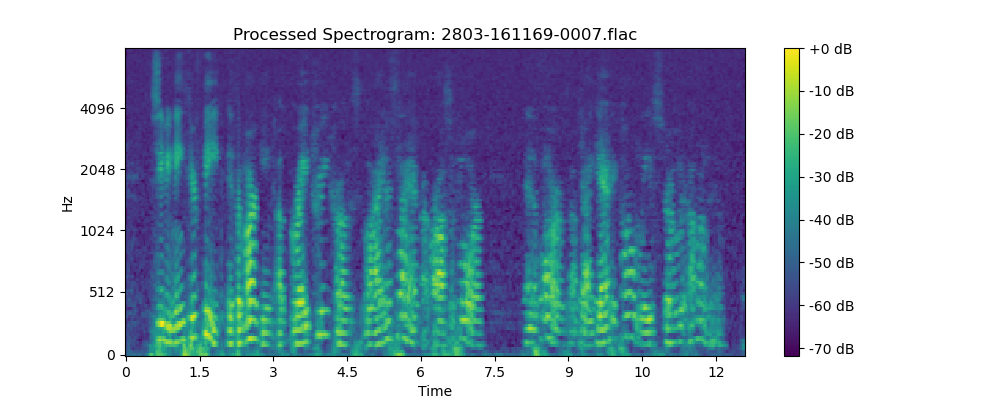 Processed Spectrogram: 2803-161169-0007.flac
Hz
4096
2048
1024
512
0
0 1.5 3 4.5 6 7.5 9 10 12
Time
+0 dB
-10 dB
-20 dB
-30 dB
-40 dB
-50 dB
-60 dB
-70 dB